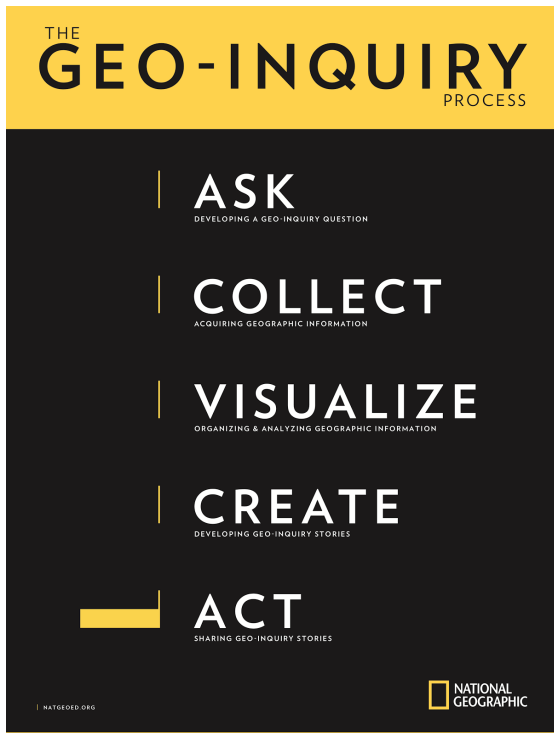 THE
GEO-INQUIRY
PROCESS
ASK
DEVELOPING A GEO-INQUIRY QUESTION
COLLECT
ACQUIRING GEOGRAPHIC INFORMATION
VISUALIZE
ORGANIZING & ANALYZING GEOGRAPHIC INFORMATION
CREATE
DEVELOPING GEO-INQUIRY STORIES
ACT
SHARING GEO-INQUIRY STORIES
NATIONAL
GEOGRAPHIC
NATGEOED.ORG